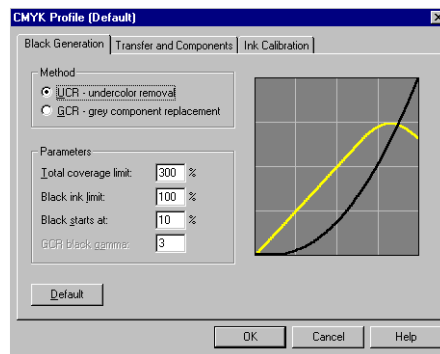 CMYK Profile (Default)
Black Generation Transfer and Components Ink Calibration
Method
UCR - undercolor removal
GCR - grey component replacement
Parameters
Total coverage limit: 300 %
Black ink limit: 100 %
Black starts at: 10 %
GCR black gamma: 3
Default
OK Cancel Help